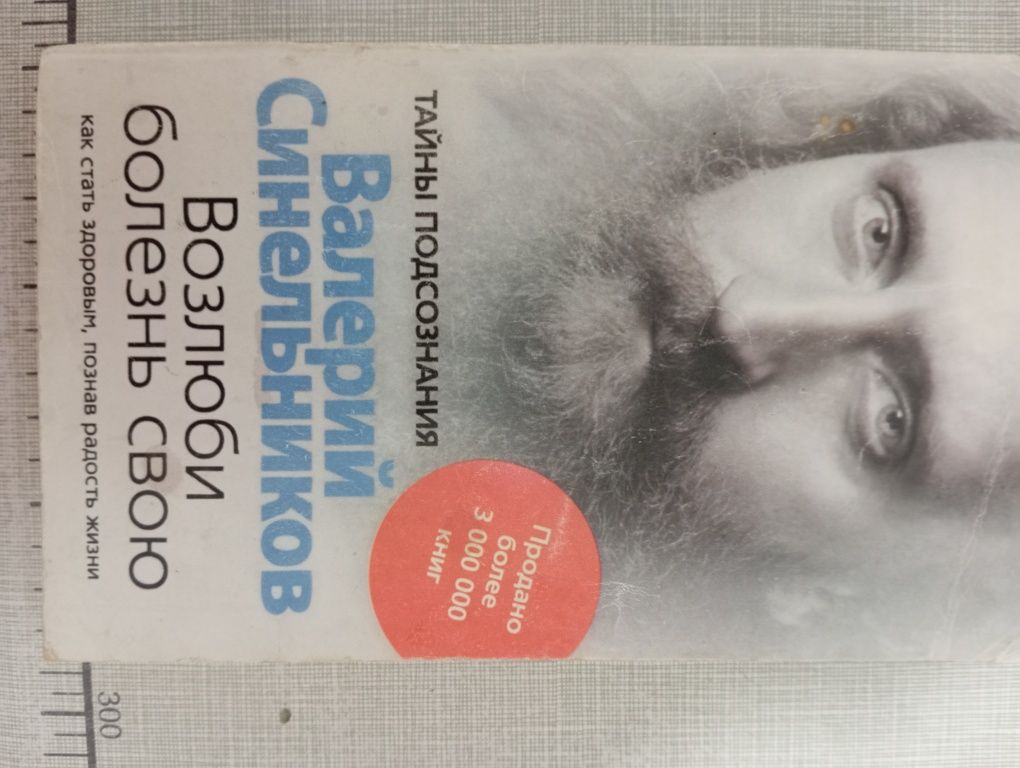 ТАЙНЫ ПОДСОЗНАНИЯ
Валерий
Синельников
Возлюби
болезнь свою
как стать здоровым, познав радость жизни
Продано
более
3 000 000
книг
300